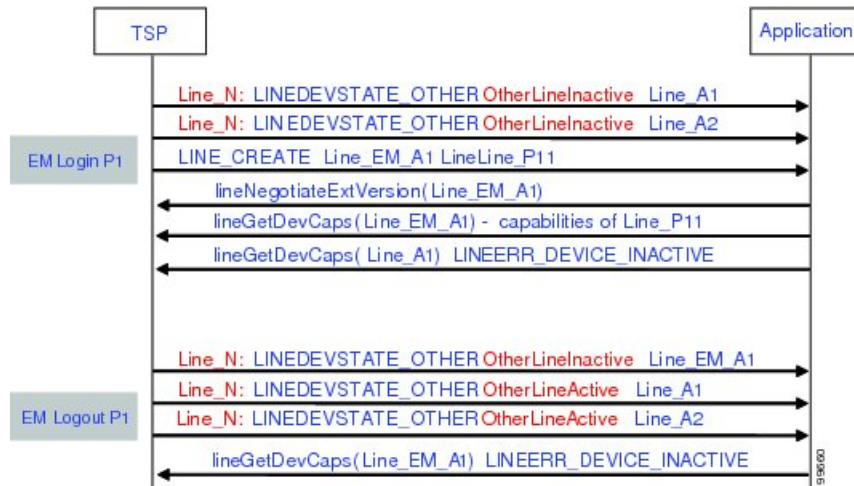 TSP
Application
Line_N: LINEDEVSTATE_OTHER OtherLineInactive Line_A1
Line_N: LINEDEVSTATE_OTHER OtherLineInactive Line_A2
EM Login P1
LINE_CREATE Line_EM_A1 LineLine_P11
lineNegotiateExtVersion(Line_EM_A1)
lineGetDevCaps(Line_EM_A1) - capabilities of Line_P11
lineGetDevCaps( Line_A1) LINEERR_DEVICE_INACTIVE
Line_N: LINEDEVSTATE_OTHER OtherLineInactive Line_EM_A1
Line_N: LINEDEVSTATE_OTHER OtherLineActive Line_A1
EM Logout P1
Line_N: LINEDEVSTATE_OTHER OtherLineActive Line_A2
lineGetDevCaps(Line_EM_A1) LINEERR_DEVICE_INACTIVE